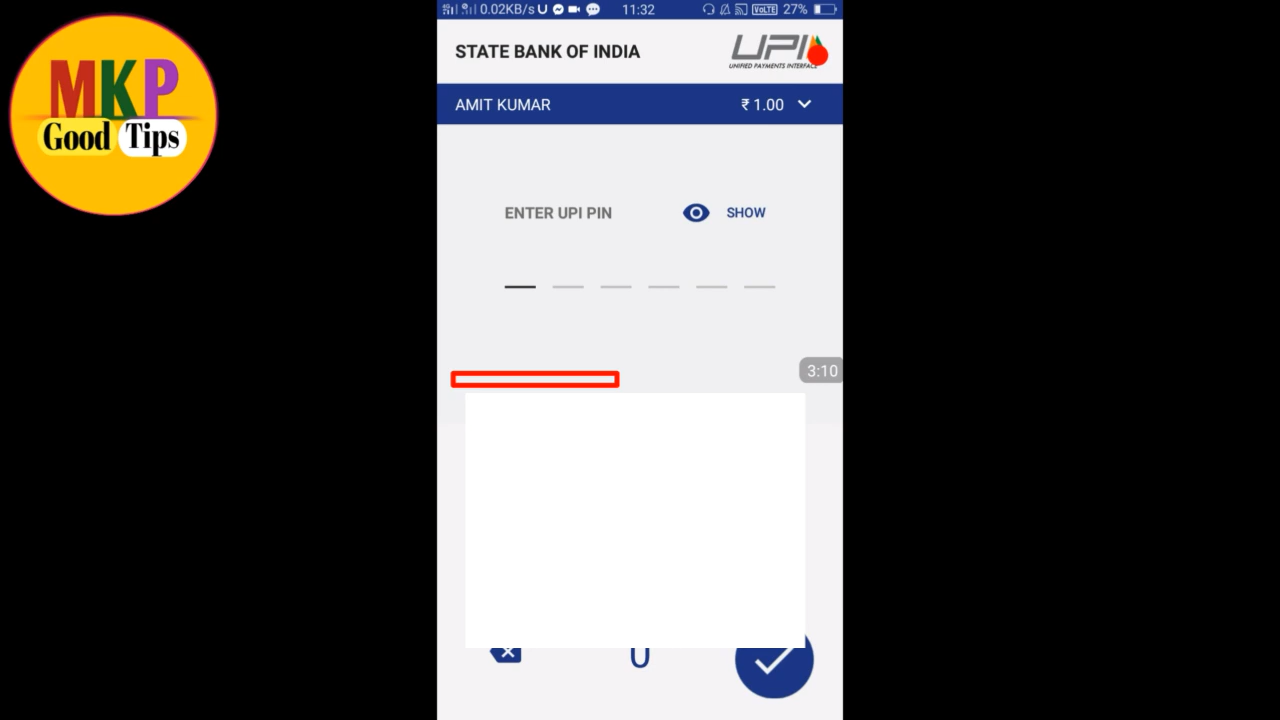 MKP
Good Tips
0.02KB/s U 11:32 VoLTE 27%
STATE BANK OF INDIA
UPI
UNIFIED PAYMENTS INTERFACE
AMIT KUMAR ₹ 1.00
ENTER UPI PIN SHOW
3:10
0